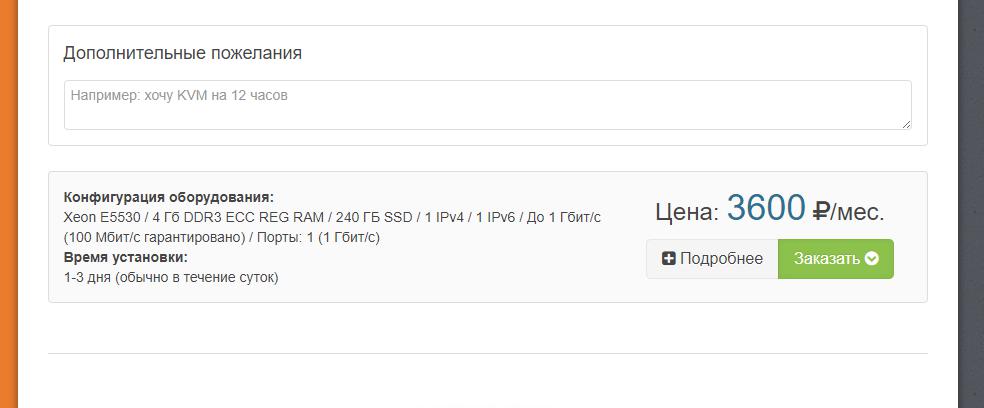 Дополнительные пожелания
Например: хочу KVM на 12 часов
Конфигурация оборудования:
Xeon E5530 / 4 Гб DDR3 ECC REG RAM / 240 ГБ SSD / 1 IPv4 / 1 IPv6 / До 1 Гбит/с
(100 Мбит/с гарантировано) / Порты: 1 (1 Гбит/с)
Время установки:
1-3 дня (обычно в течение суток)
Цена: 3600 ₽/мес.
Подробнее
Заказать